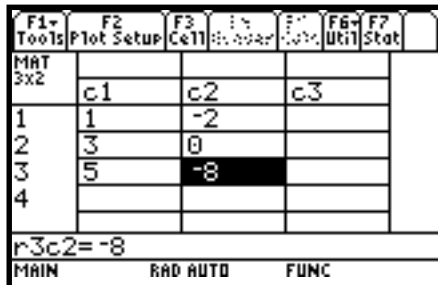 F1 F2 F3 F6 F7
Tools Plot Setup Cell Util Stat
MAT
3x2
c1 c2 c3
1 1 -2
2 3 0
3 5 -8
4
r3c2=-8
MAIN RAD AUTO FUNC